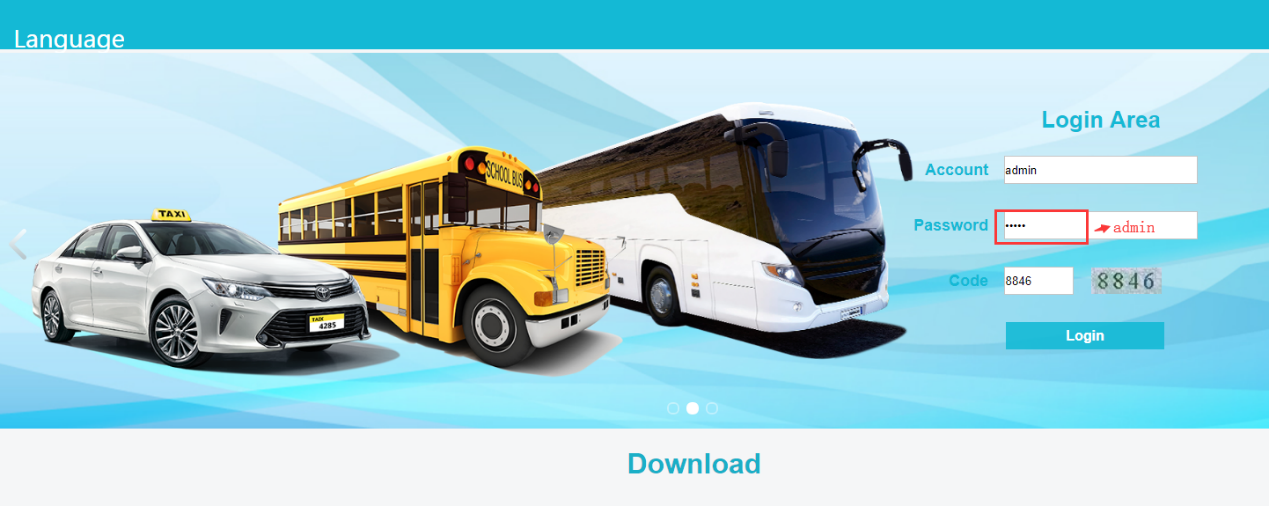 Language
Login Area
Account admin
TAXI
SCHOOL BUS
Password ••••• admin
Code 8846 8846
TAXI
4285
Login
Download